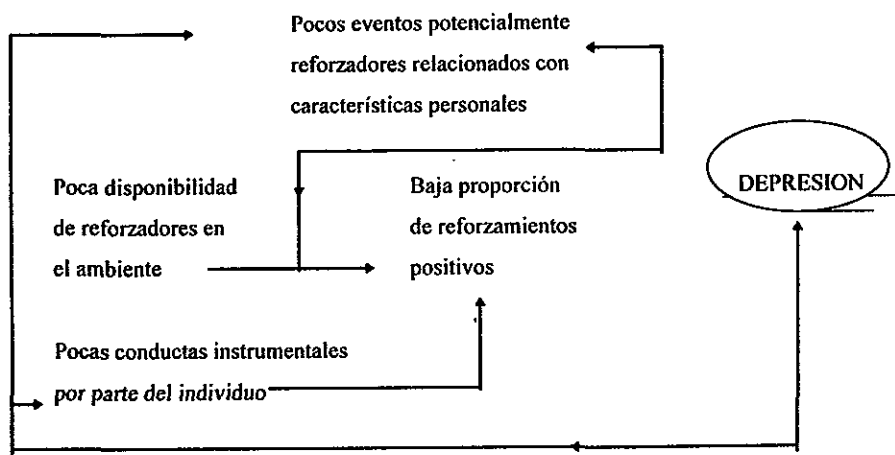 Pocos eventos potencialmente
reforzadores relacionados con
características personales
DEPRESION
Poca disponibilidad
de reforzadores en
el ambiente
Baja proporción
de reforzamientos
positivos
Pocas conductas instrumentales
por parte del individuo